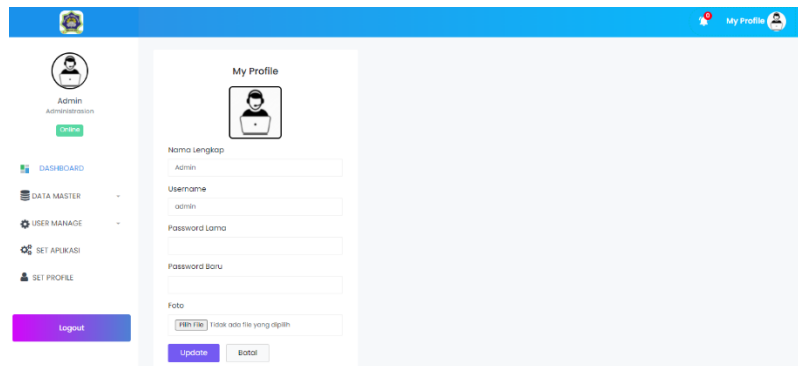 0
My Profile
Admin
Administrasion
Online
DASHBOARD
DATA MASTER
USER MANAGE
SET APLIKASI
SET PROFILE
Logout
My Profile
Nama Lengkap
Admin
Username
admin
Password Lama
Password Baru
Foto
Pilih File Tidak ada file yang dipilih
Update Batal